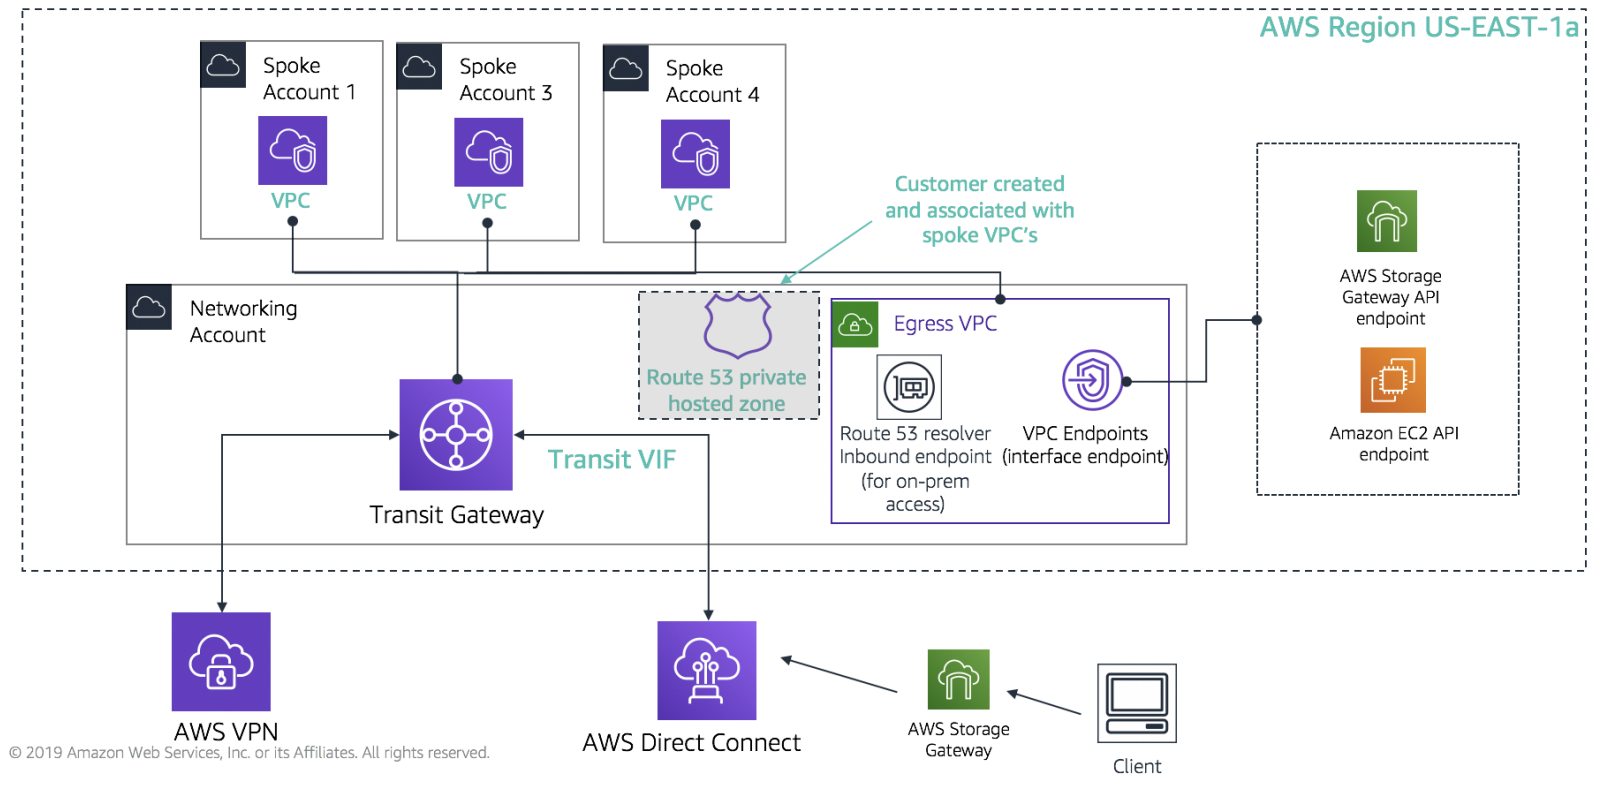 AWS Region US-EAST-1a
Spoke
Account 1
VPC
Spoke
Account 3
VPC
Spoke
Account 4
VPC
Customer created
and associated with
spoke VPC's
AWS Storage
Gateway API
endpoint
Amazon EC2 API
endpoint
Networking
Account
Route 53 private
hosted zone
Egress VPC
Route 53 resolver
Inbound endpoint
(for on-prem
access)
VPC Endpoints
(interface endpoint)
Transit VIF
Transit Gateway
AWS VPN
AWS Direct Connect
AWS Storage
Gateway
Client
© 2019 Amazon Web Services, Inc. or its Affiliates. All rights reserved.